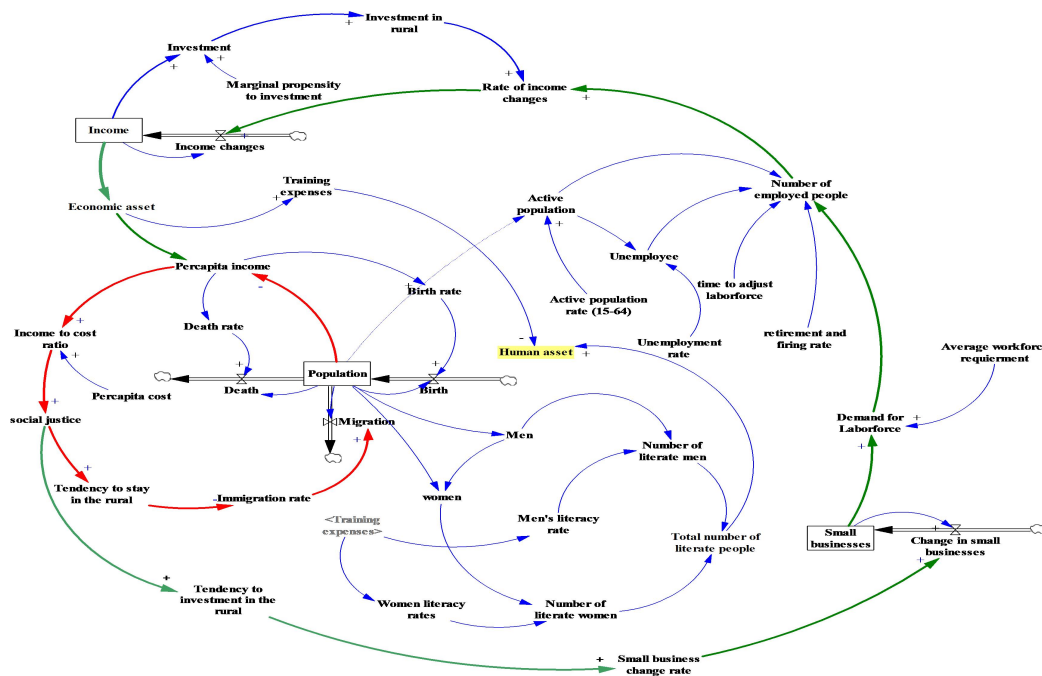 Investment in
rural
Investment
Marginal propensity
to investment
Rate of income
changes
Income
Income changes
Training
expenses
Economic asset
Active
population
Number of
employed people
Unemployee
Percapita income
Birth rate
time to adjust
laborforce
Active population
rate (15-64)
Death rate
Income to cost
ratio
Unemployment
rate
retirement and
firing rate
Human asset
Average workforc
requierment
Population
Percapita cost
Death
Birth
social justice
Migration
Men
Demand for
Laborforce
Number of
literate men
Tendency to stay
in the rural
Immigration rate
women
<Training
expenses>
Men's literacy
rate
Total number of
literate people
Small
businesses
Change in small
businesses
Tendency to
investment in the
rural
Women literacy
rates
Number of
literate women
Small business
change rate